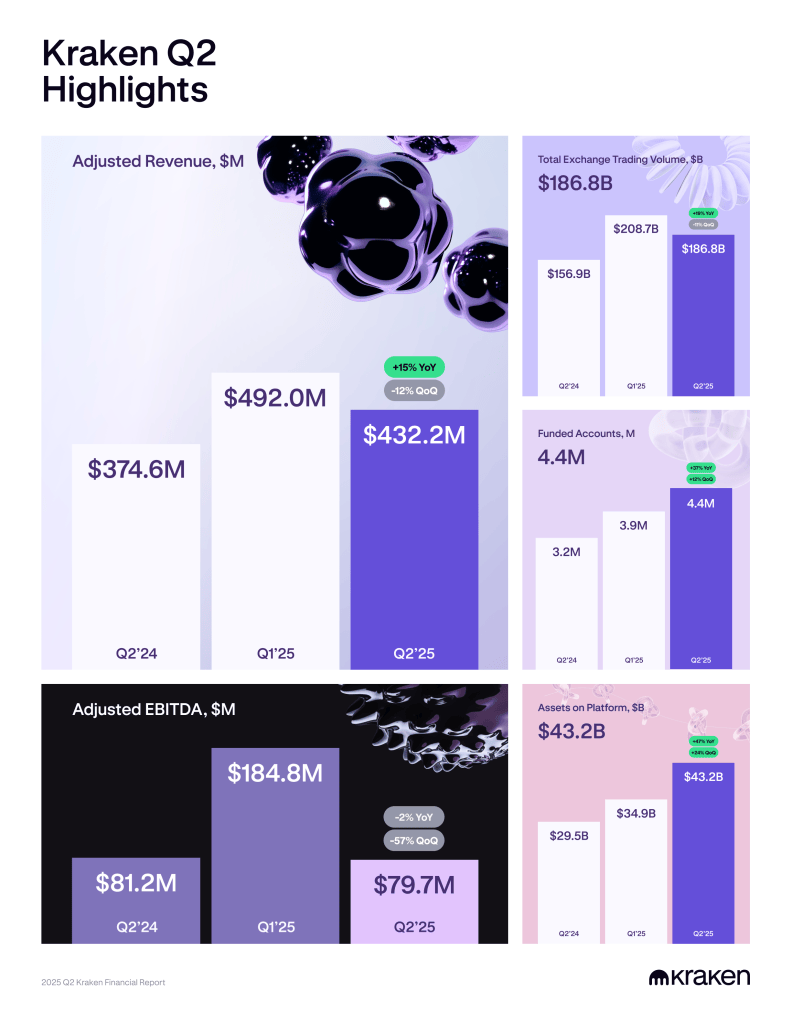 Kraken Q2
Highlights
Adjusted Revenue, $M
+15% YoY
-12% QoQ
$374.6M
$492.0M
$432.2M
Q2’24
Q1’25
Q2’25
Total Exchange Trading Volume, $B
$186.8B
+19% YoY
-11% QoQ
$156.9B
$208.7B
$186.8B
Q2’24
Q1’25
Q2’25
Funded Accounts, M
4.4M
+37% YoY
+12% QoQ
3.2M
3.9M
4.4M
Q2’24
Q1’25
Q2’25
Adjusted EBITDA, $M
-2% YoY
-57% QoQ
$81.2M
$184.8M
$79.7M
Q2’24
Q1’25
Q2’25
Assets on Platform, $B
$43.2B
+47% YoY
+24% QoQ
$29.5B
$34.9B
$43.2B
Q2’24
Q1’25
Q2’25
2025 Q2 Kraken Financial Report
kraken